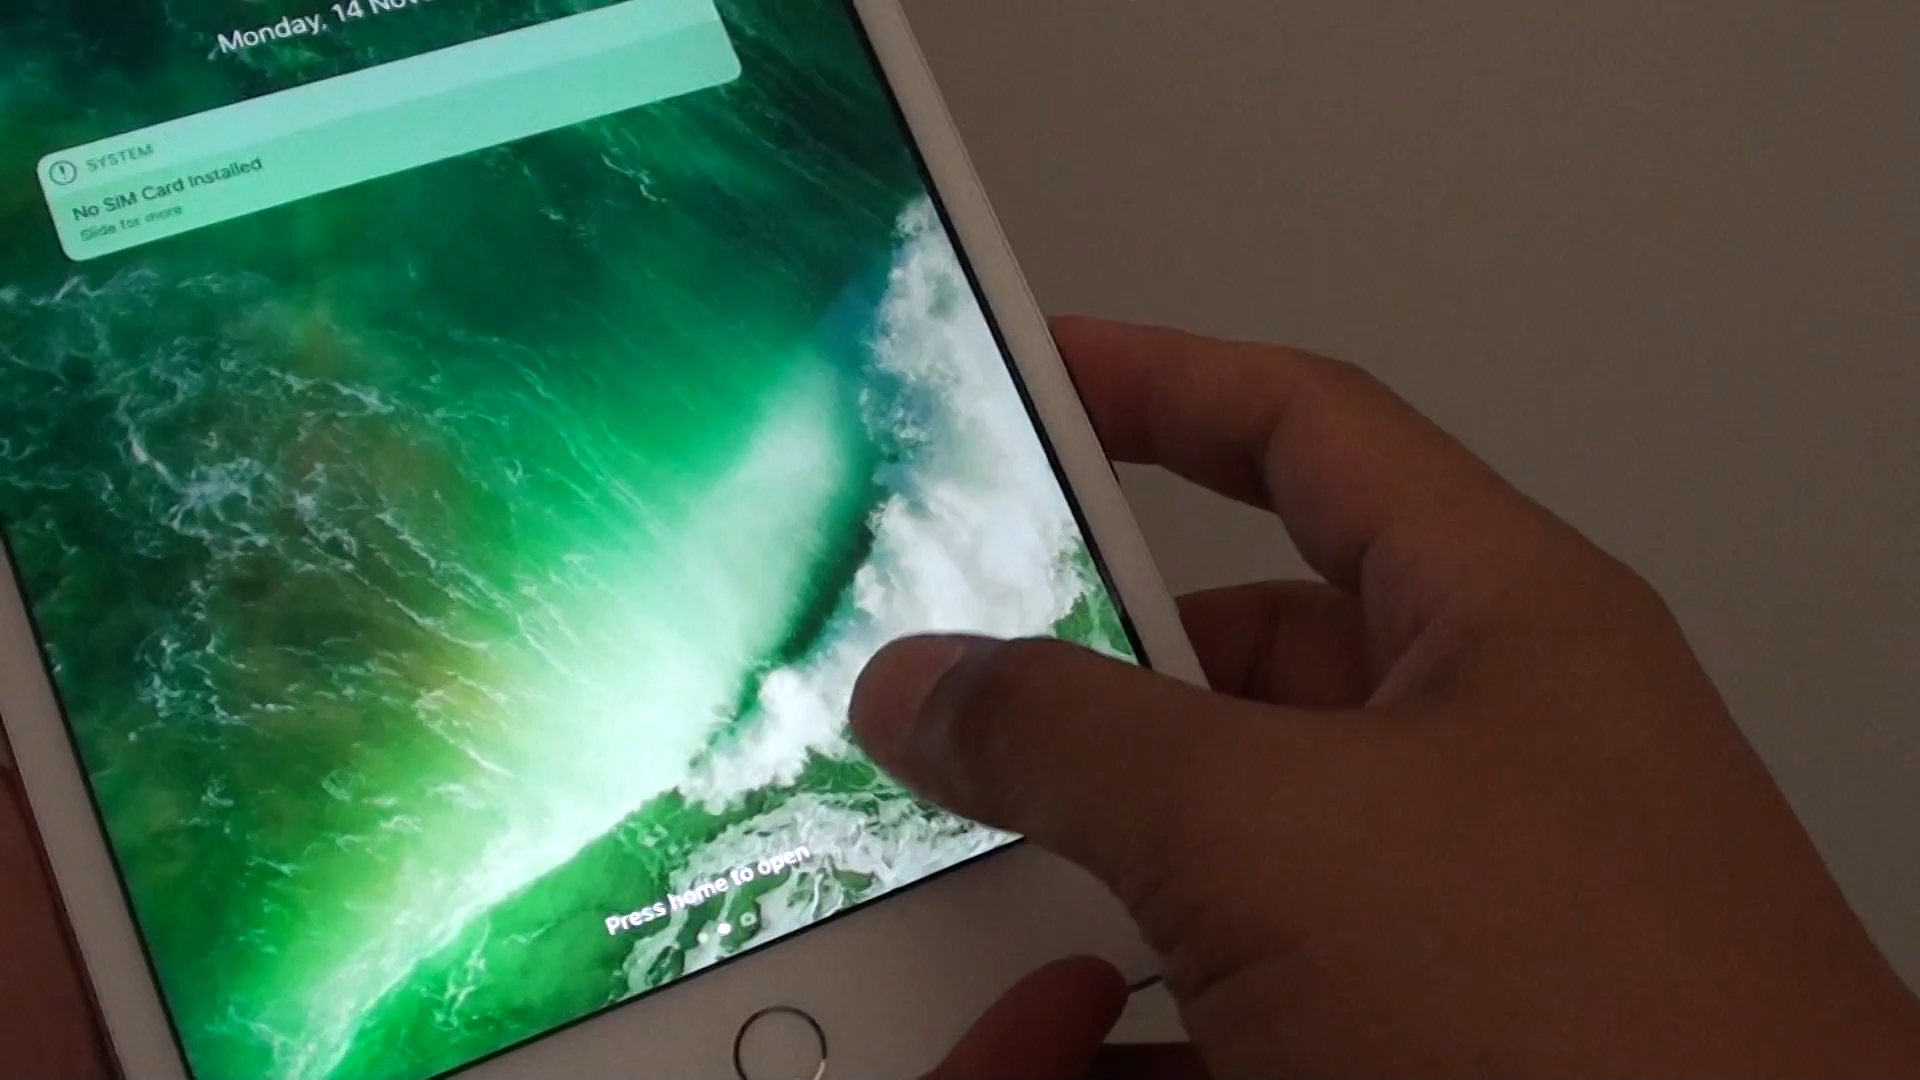 Monday, 14 Nov
SYSTEM
No SIM Card Installed
Slide for more
Press home to open